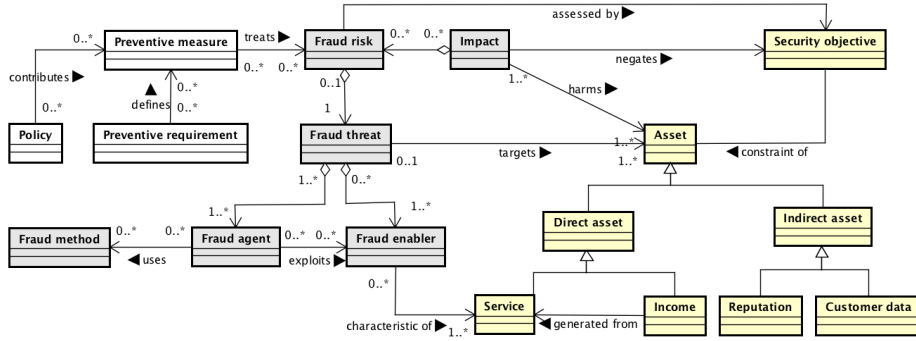 assessed by ▶
0..*
Preventive measure
treats ▶
Fraud risk
0..* 0..*
Impact
Security objective
contributes ▶
0..* 0..*
1..*
negates ▶
▲
defines
0..*
0..*
0..1
harms ▶
0..*
1
Policy
Preventive requirement
Fraud threat
Asset
0..1
targets ▶
1..*
1..*
◀ constraint of
1..* 0..*
1..* 1..*
Direct asset
Indirect asset
Fraud method
0..* 0..*
Fraud agent
0..* 0..*
Fraud enabler
◀ uses
exploits ▶
0..*
Service
Income
Reputation
Customer data
characteristic of ▶
1..*
◀ generated from